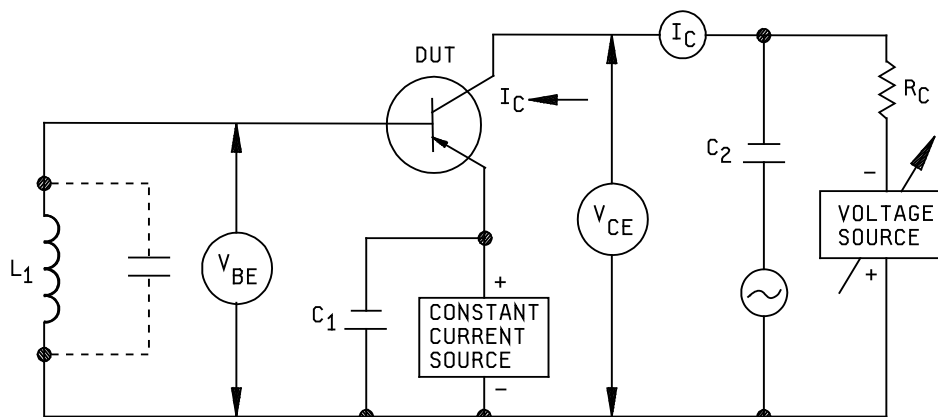 I_C
DUT
I_C
R_C
C_2
−
V_CE
VOLTAGE
SOURCE
V_BE
L_1
+
+
C_1
CONSTANT
CURRENT
SOURCE
−